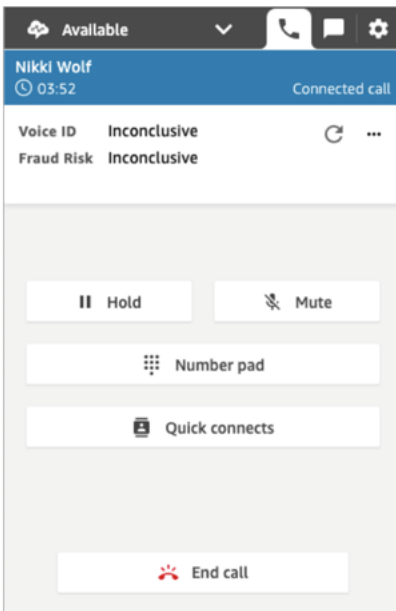 Available
Nikki Wolf
03:52 Connected call
Voice ID Inconclusive
Fraud Risk Inconclusive
Hold Mute
Number pad
Quick connects
End call